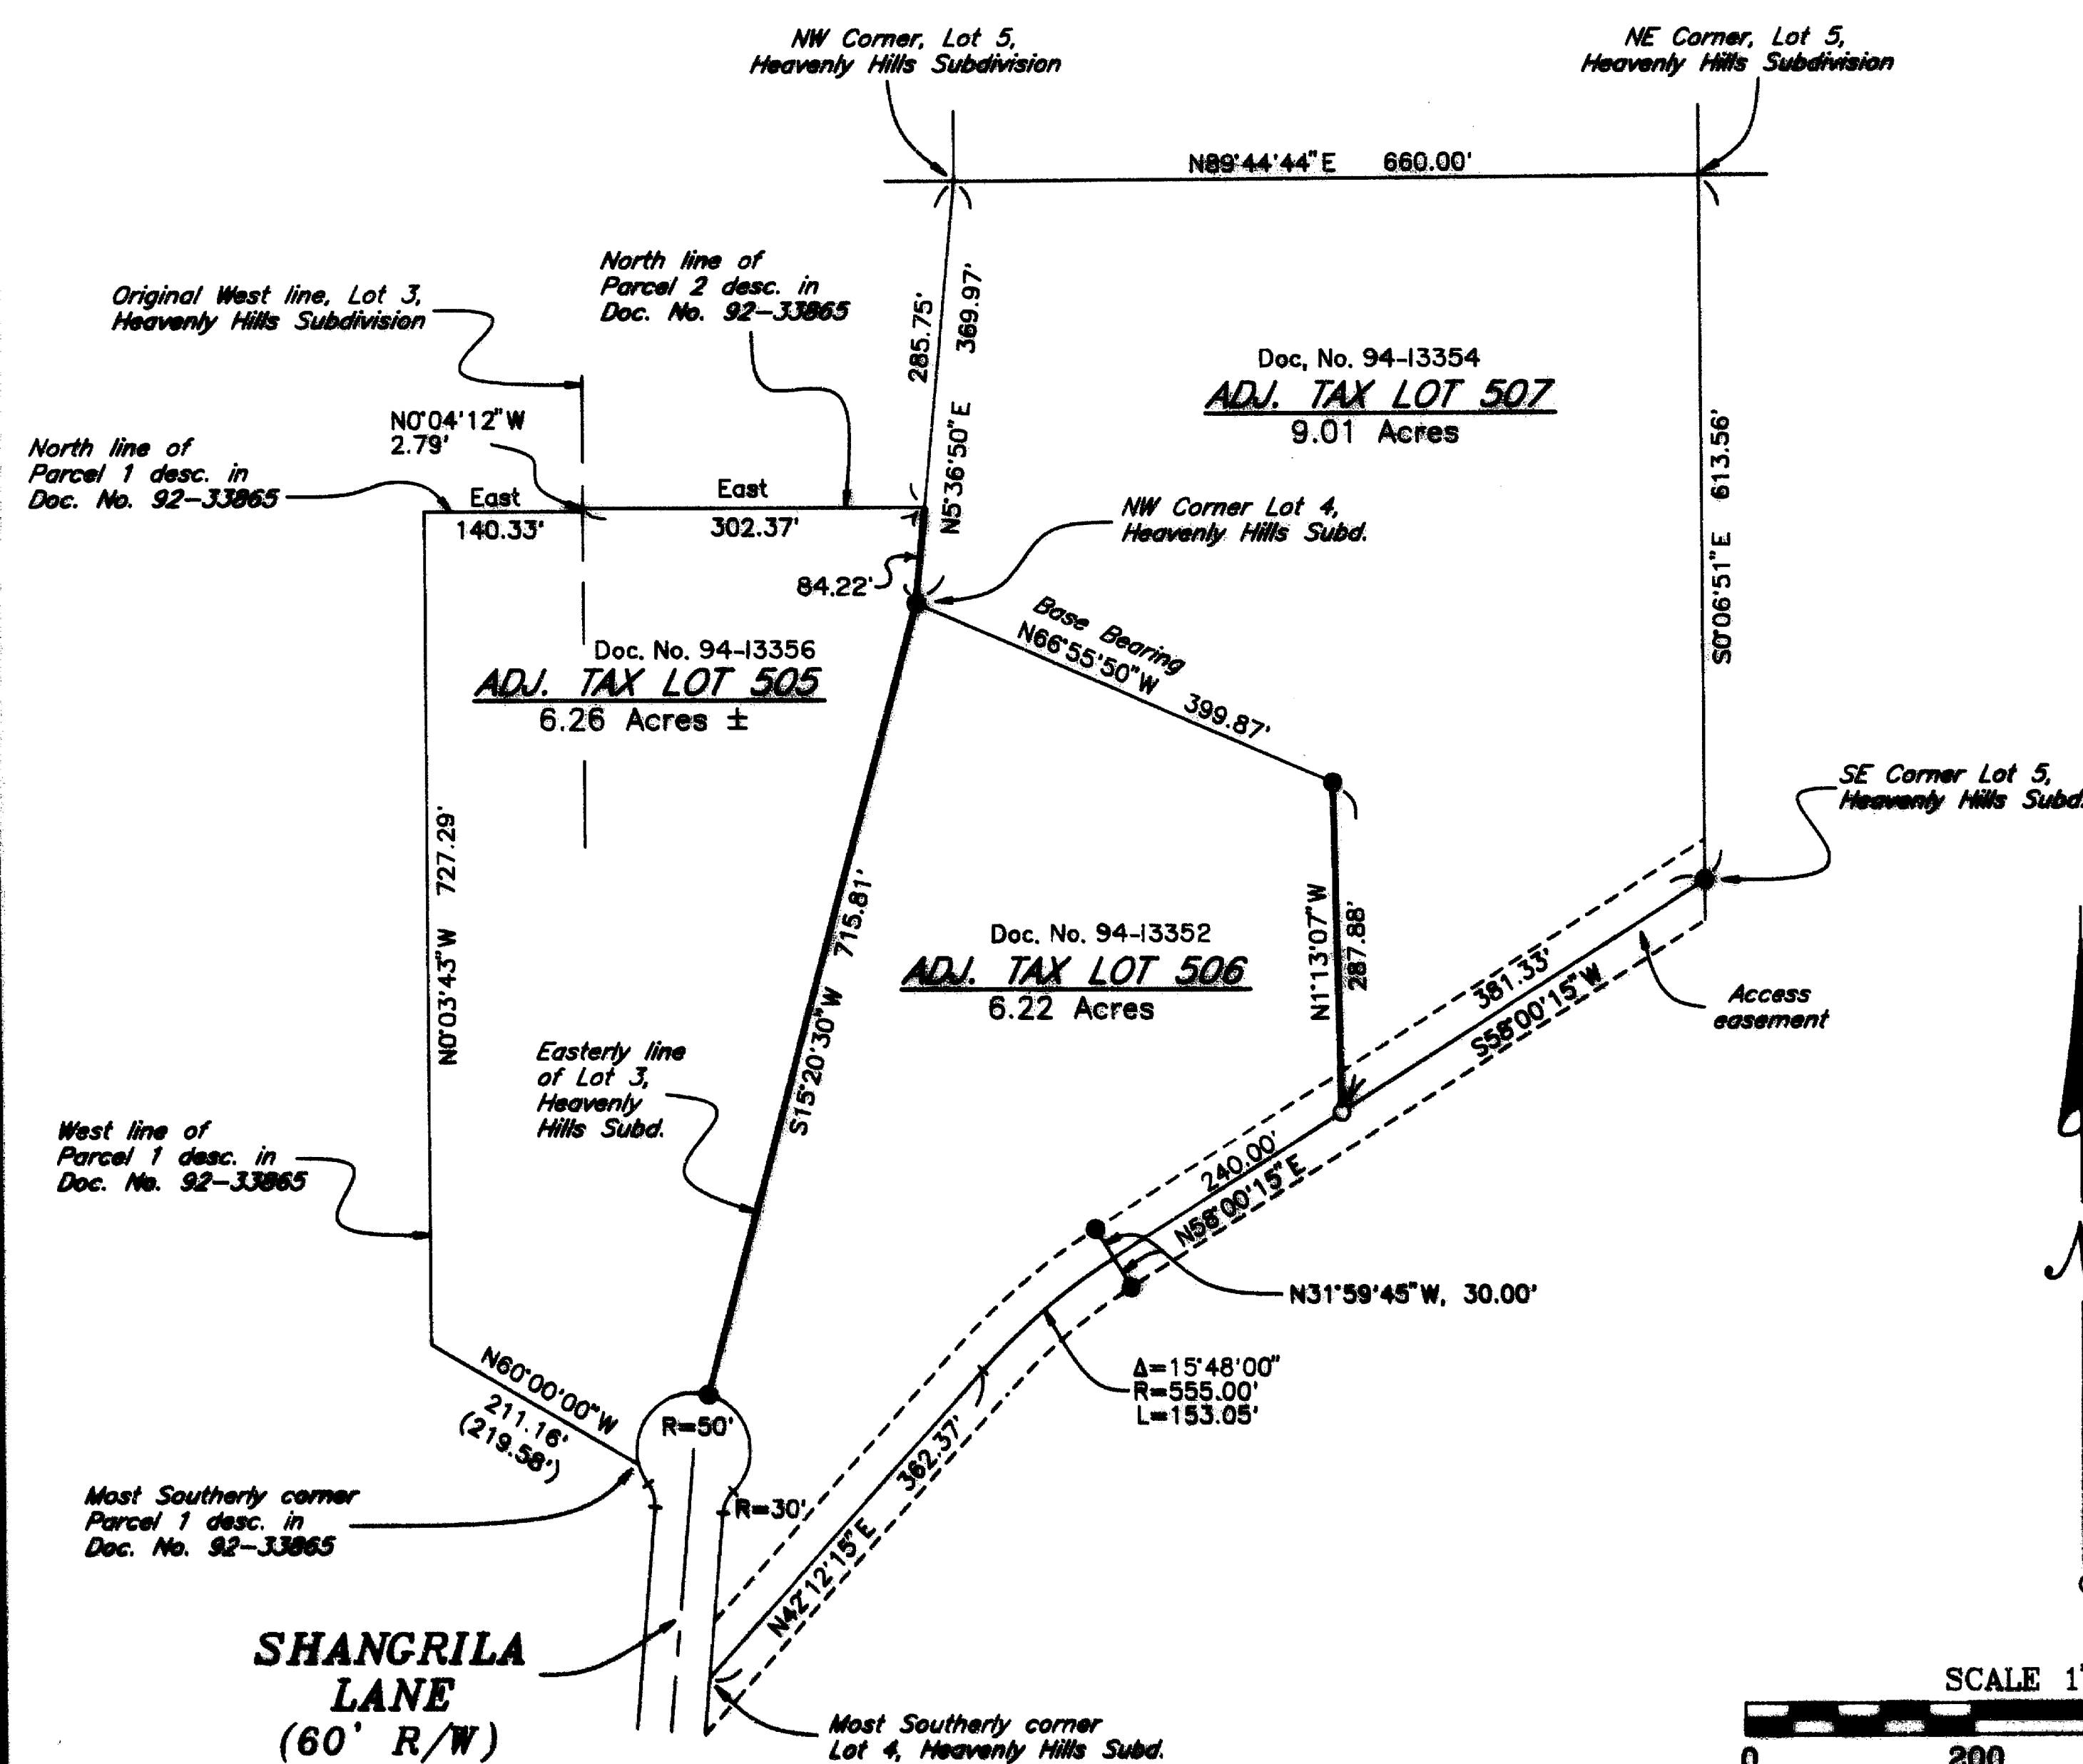 NW Corner, Lot 5,
Heavenly Hills Subdivision
NE Corner, Lot 5,
Heavenly Hills Subdivision
N89°44'44"E 660.00'
North line of
Parcel 2 desc. in
Doc. No. 92-33865
Original West line, Lot 3,
Heavenly Hills Subdivision
285.75'
369.97'
N5°36'50"E
Doc, No. 94-13354
ADJ. TAX LOT 507
9.01 Acres
N0°04'12"W
2.79'
North line of
Parcel 1 desc. in
Doc. No. 92-33865
East
140.33'
East
302.37'
S0°06'51"E 613.56'
NW Corner Lot 4,
Heavenly Hills Subd.
84.22'
Base Bearing
N66°55'50"W 399.87'
Doc. No. 94-13356
ADJ. TAX LOT 505
6.26 Acres ±
SE Corner Lot 5,
Heavenly Hills Subd.
N0°03'43"W 727.29'
S15°20'30"W 715.81'
Doc. No. 94-13352
ADJ. TAX LOT 506
6.22 Acres
N1°13'07"W
287.88'
381.33'
S58°00'15"W
Access
easement
Easterly line
of Lot 3,
Heavenly
Hills Subd.
West line of
Parcel 1 desc. in
Doc. No. 92-33865
240.00'
N58°00'15"E
N31°59'45"W, 30.00'
N60°00'00"W
211.16'
(219.58')
R=50'
Δ=15°48'00"
R=555.00'
L=153.05'
362.37'
N42°12'15"E
R=30'
Most Southerly corner
Parcel 1 desc. in
Doc. No. 92-33865
SHANGRILA
LANE
(60' R/W)
Most Southerly corner
Lot 4, Heavenly Hills Subd.
SCALE 1"
0 200